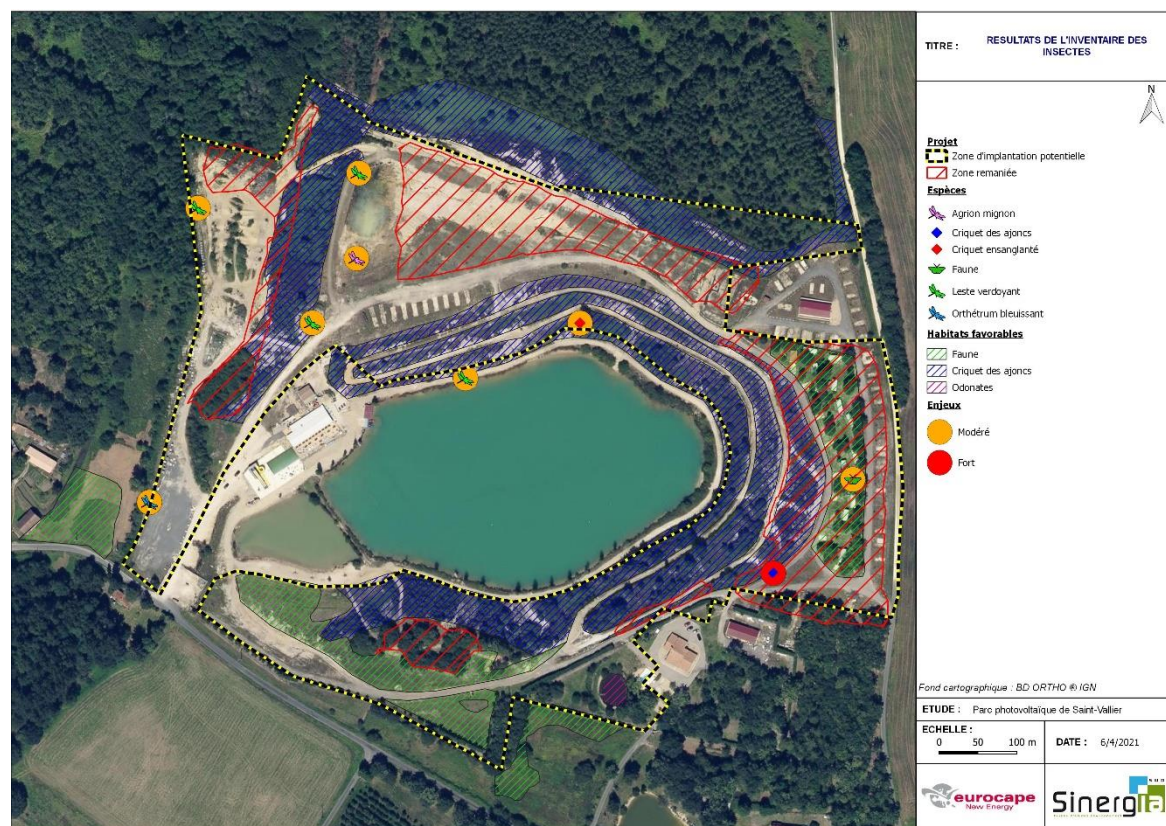 TITRE : RESULTATS DE L'INVENTAIRE DES
INSECTES
N
Projet
Zone d'implantation potentielle
Zone remaniée
Espèces
Agrion mignon
Criquet des ajoncs
Criquet ensanglanté
Faune
Leste verdoyant
Orthétrum bleuissant
Habitats favorables
Faune
Criquet des ajoncs
Odonates
Enjeux
Modéré
Fort
Fond cartographique : BD ORTHO ® IGN
ETUDE : Parc photovoltaïque de Saint-Vallier
ECHELLE :
0 50 100 m
DATE : 6/4/2021
eurocape
New Energy
Sinergia
SUD